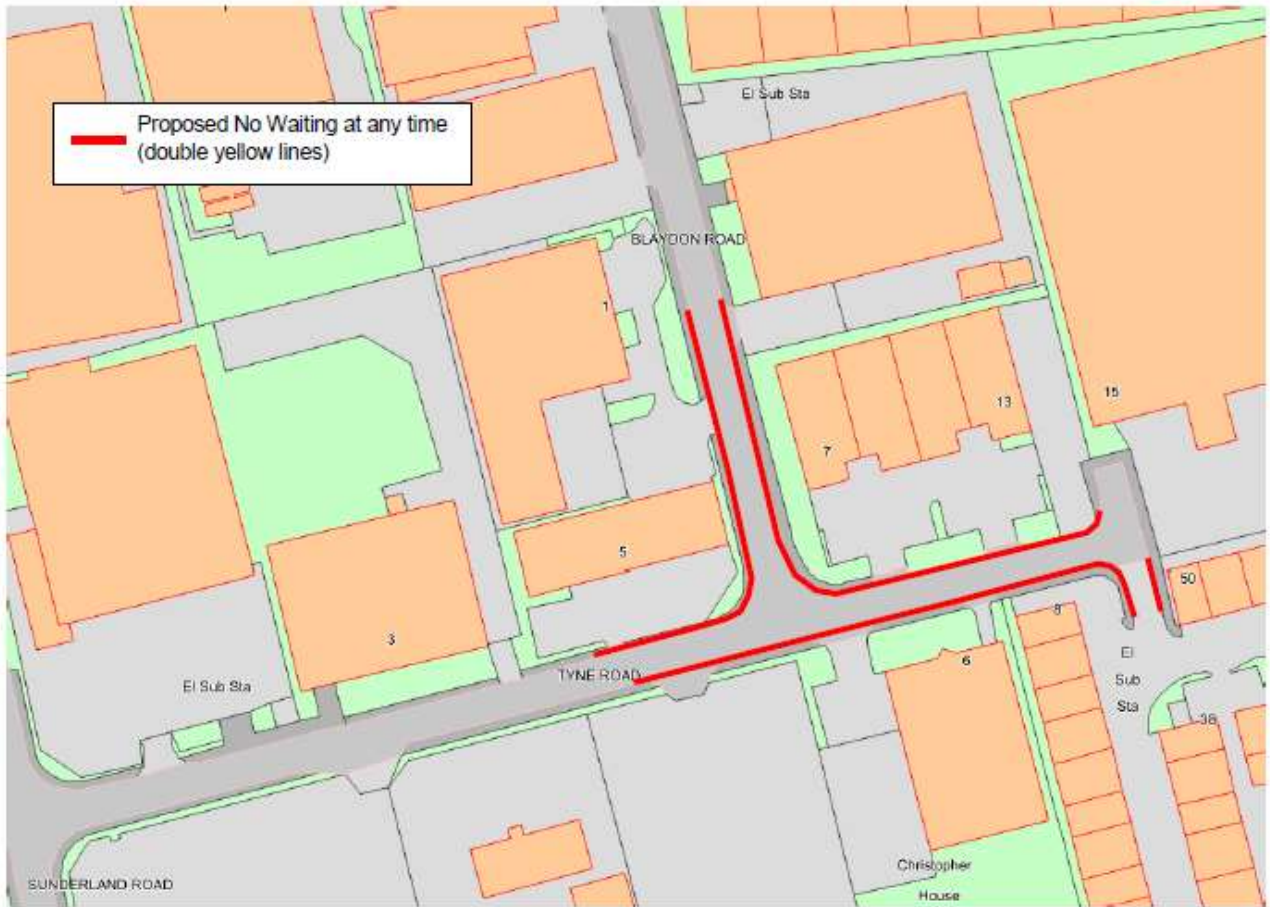 El Sub Sta
Proposed No Waiting at any time
(double yellow lines)
BLAYDON ROAD
1
15
13
7
5
50
8
3
6
TYNE ROAD
El
Sub
Sta
El Sub Sta
38
Christopher
House
SUNDERLAND ROAD